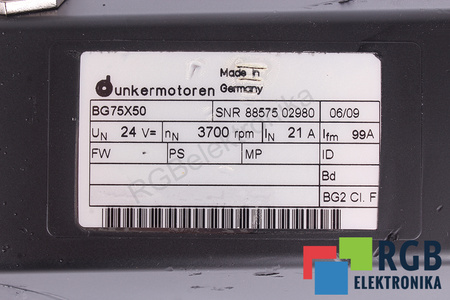 dunkermotoren Made in Germany
BG75X50 SNR 88575 02980 06/09
UN 24 V= nN 3700 rpm IN 21 A Ifm 99A
FW PS MP ID
Bd
BG2 Cl. F
RGBelektronika
RGB ELEKTRONIKA